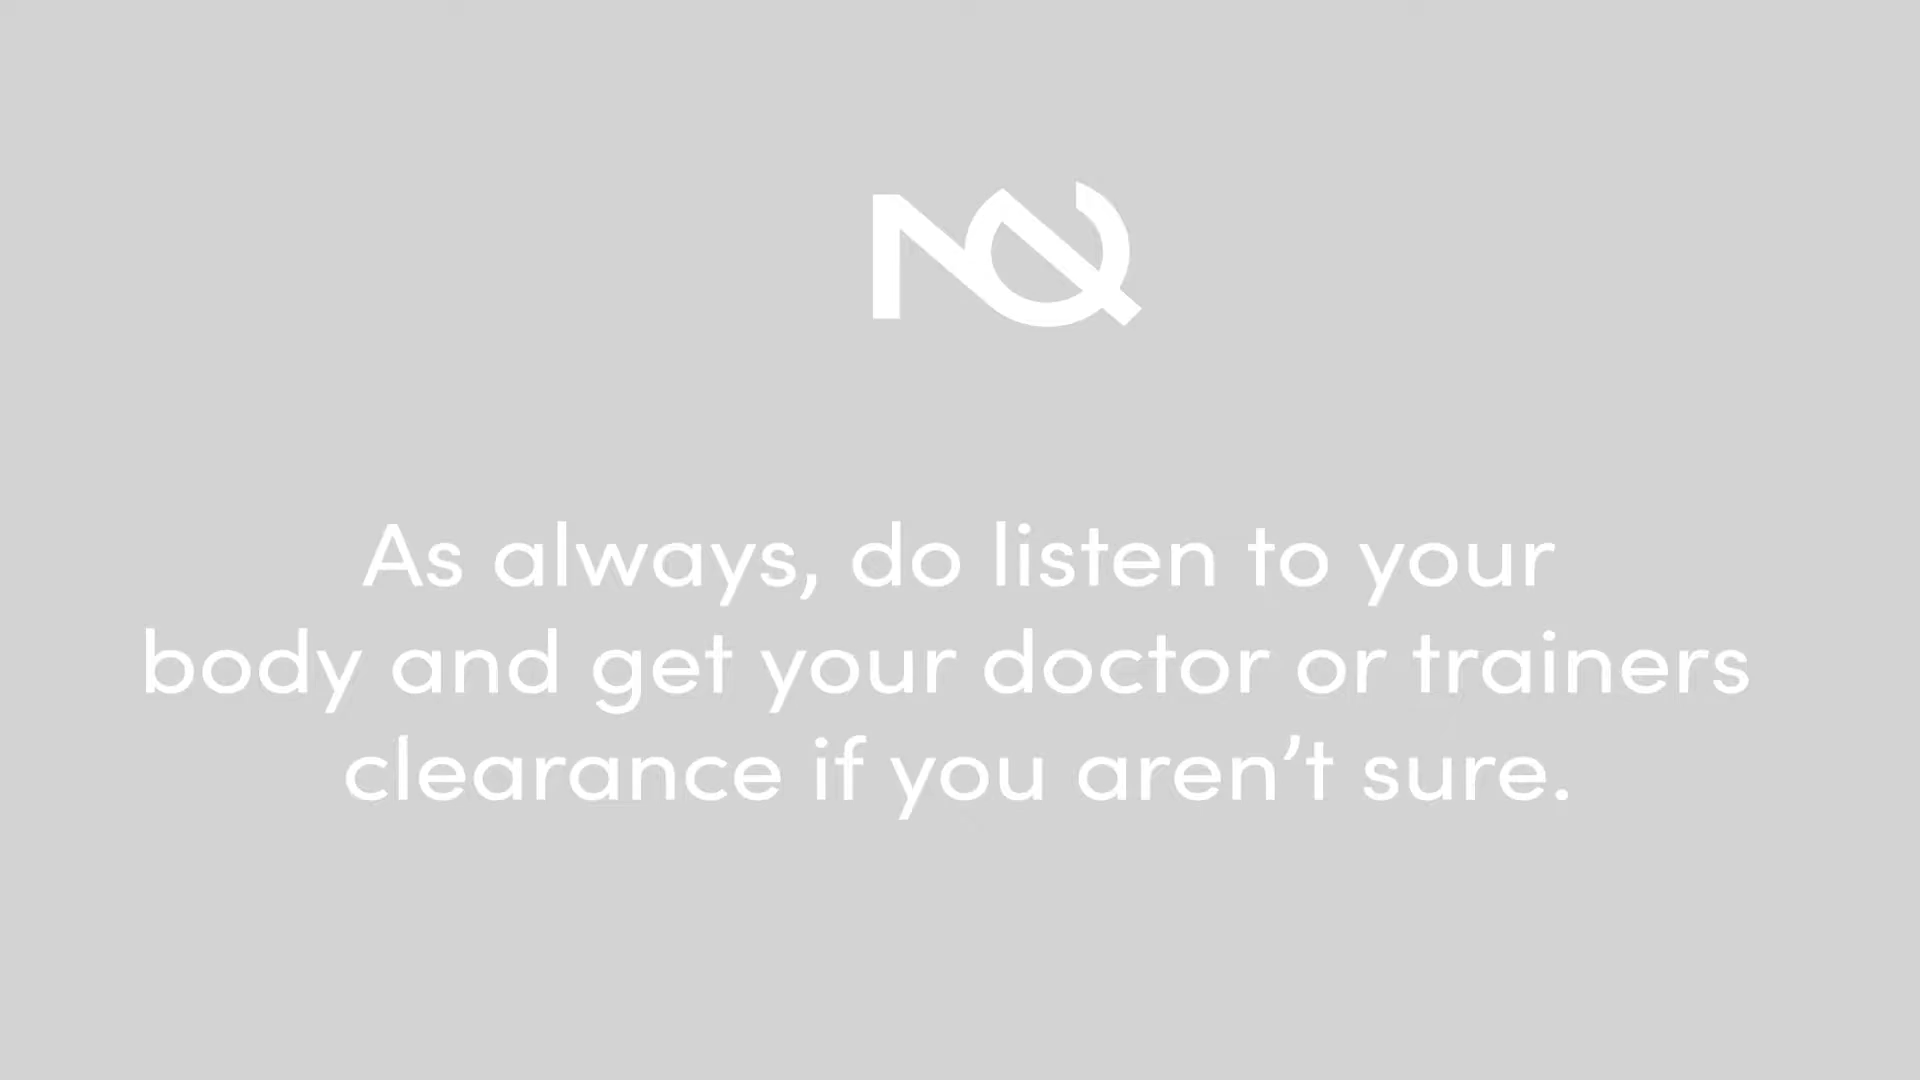 As always, do listen to your
body and get your doctor or trainers
clearance if you aren’t sure.